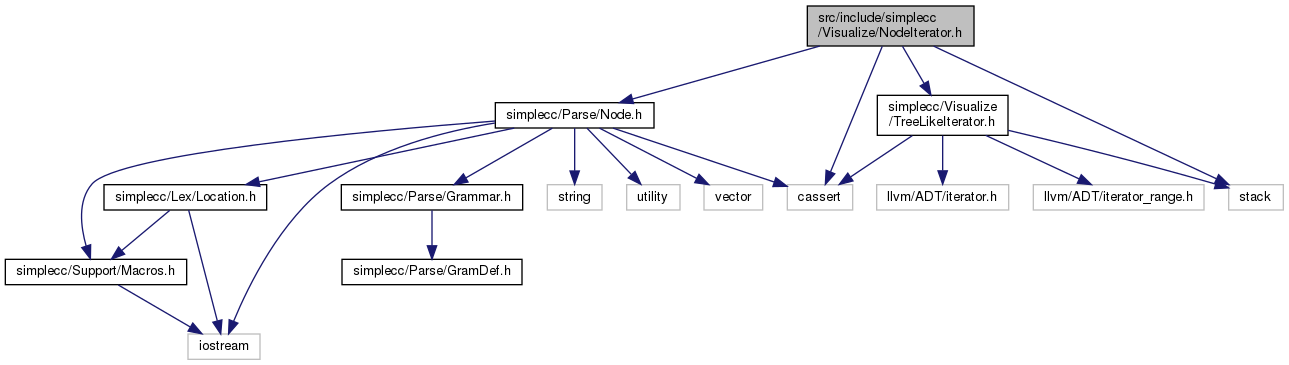 src/include/simplecc
/Visualize/NodeIterator.h
simplecc/Parse/Node.h
simplecc/Visualize
/TreeLikeIterator.h
simplecc/Lex/Location.h
simplecc/Parse/Grammar.h
string
utility
vector
cassert
llvm/ADT/iterator.h
llvm/ADT/iterator_range.h
stack
simplecc/Support/Macros.h
simplecc/Parse/GramDef.h
iostream